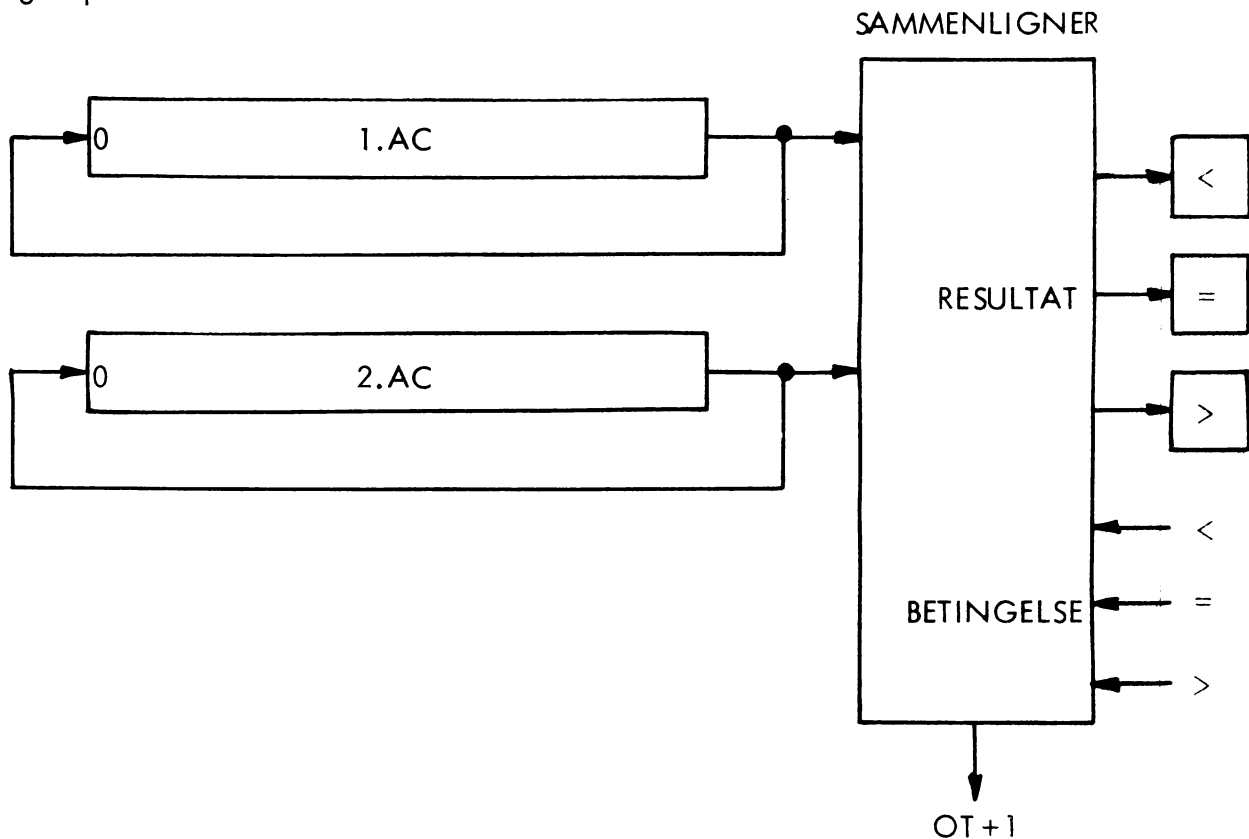 SAMMENLIGNER
0 1.AC
<
RESULTAT =
0 2.AC
>
<
BETINGELSE =
>
OT+1